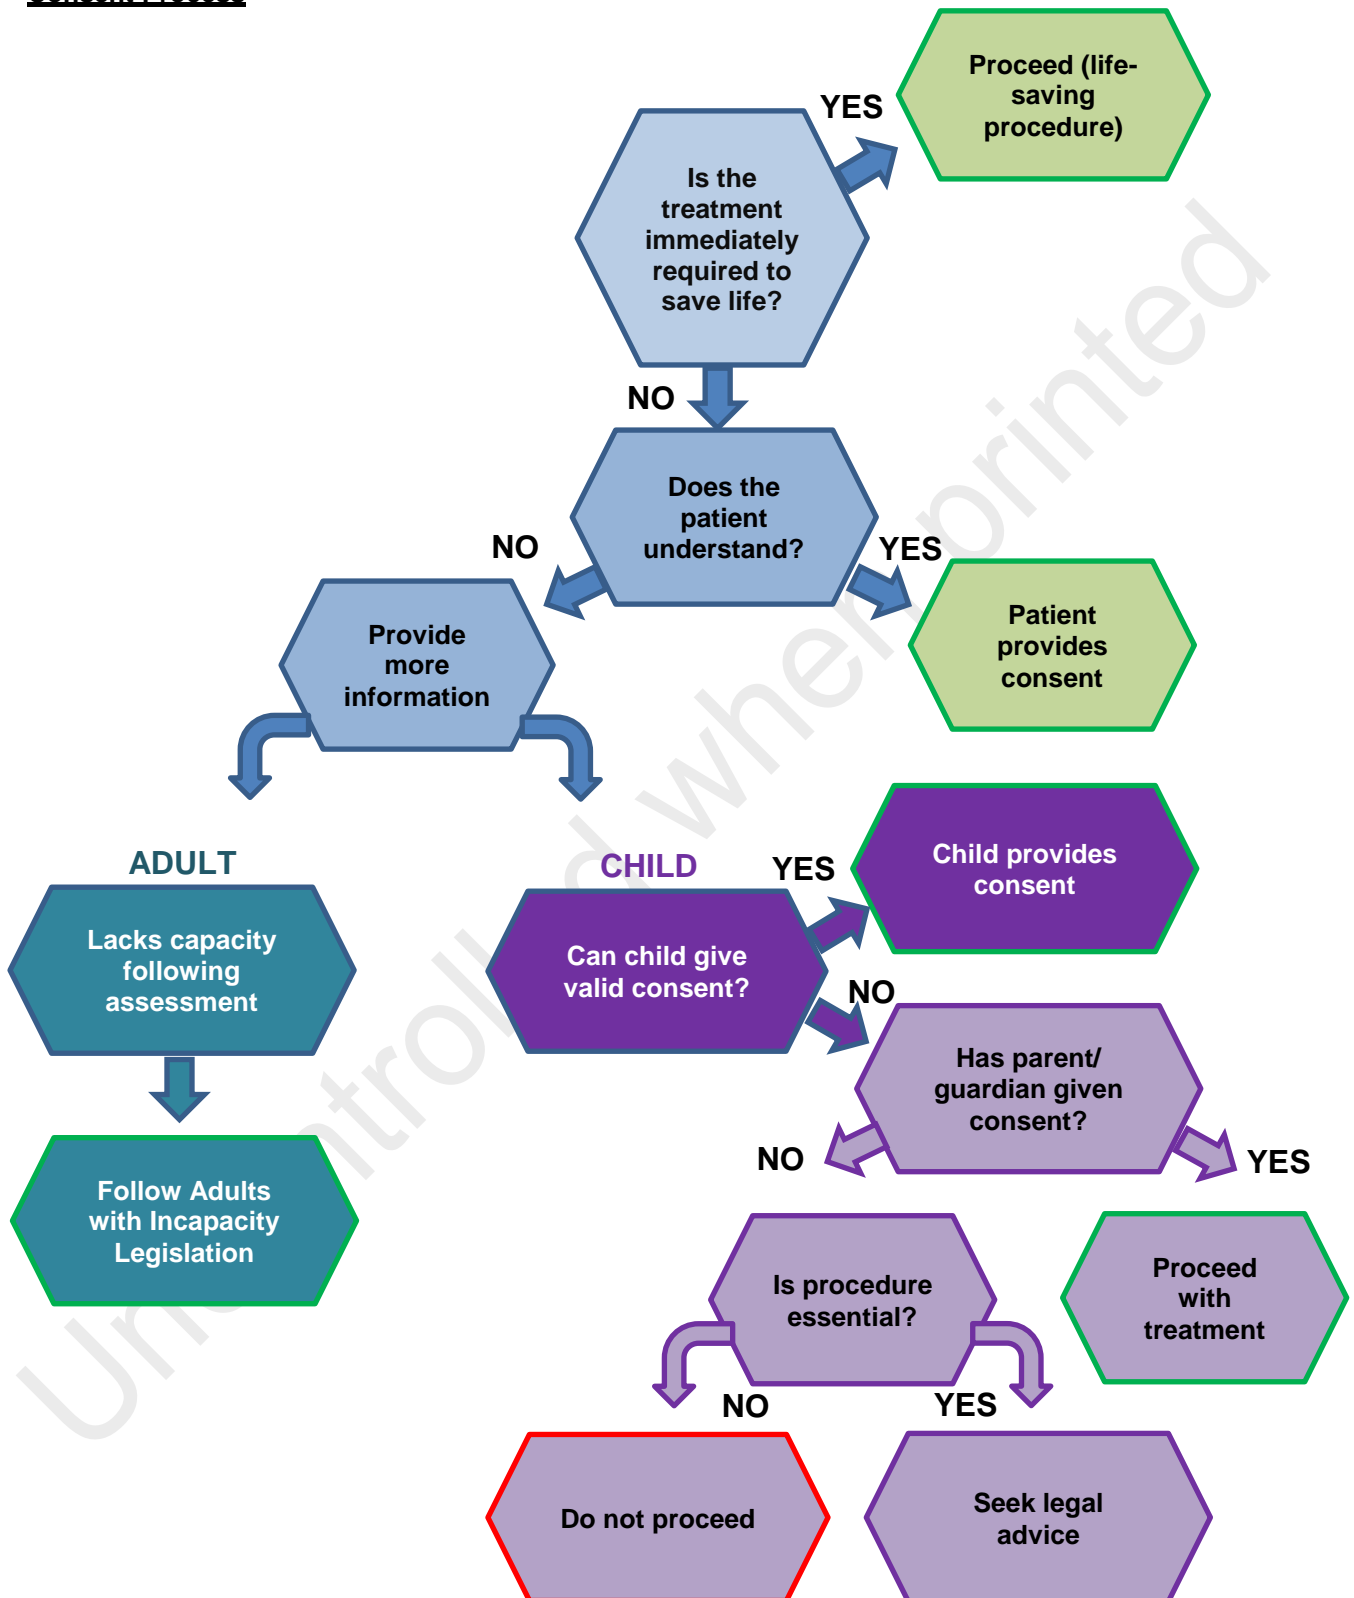 Proceed (life-
saving
procedure)
YES
Is the
treatment
immediately
required to
save life?
NO
Does the
patient
understand?
NO
YES
Provide
more
information
Patient
provides
consent
ADULT
CHILD
YES
Child provides
consent
Lacks capacity
following
assessment
Can child give
valid consent?
NO
Has parent/
guardian given
consent?
NO
YES
Follow Adults
with Incapacity
Legislation
Is procedure
essential?
Proceed
with
treatment
NO
YES
Do not proceed
Seek legal
advice
Uncontrolled when printed